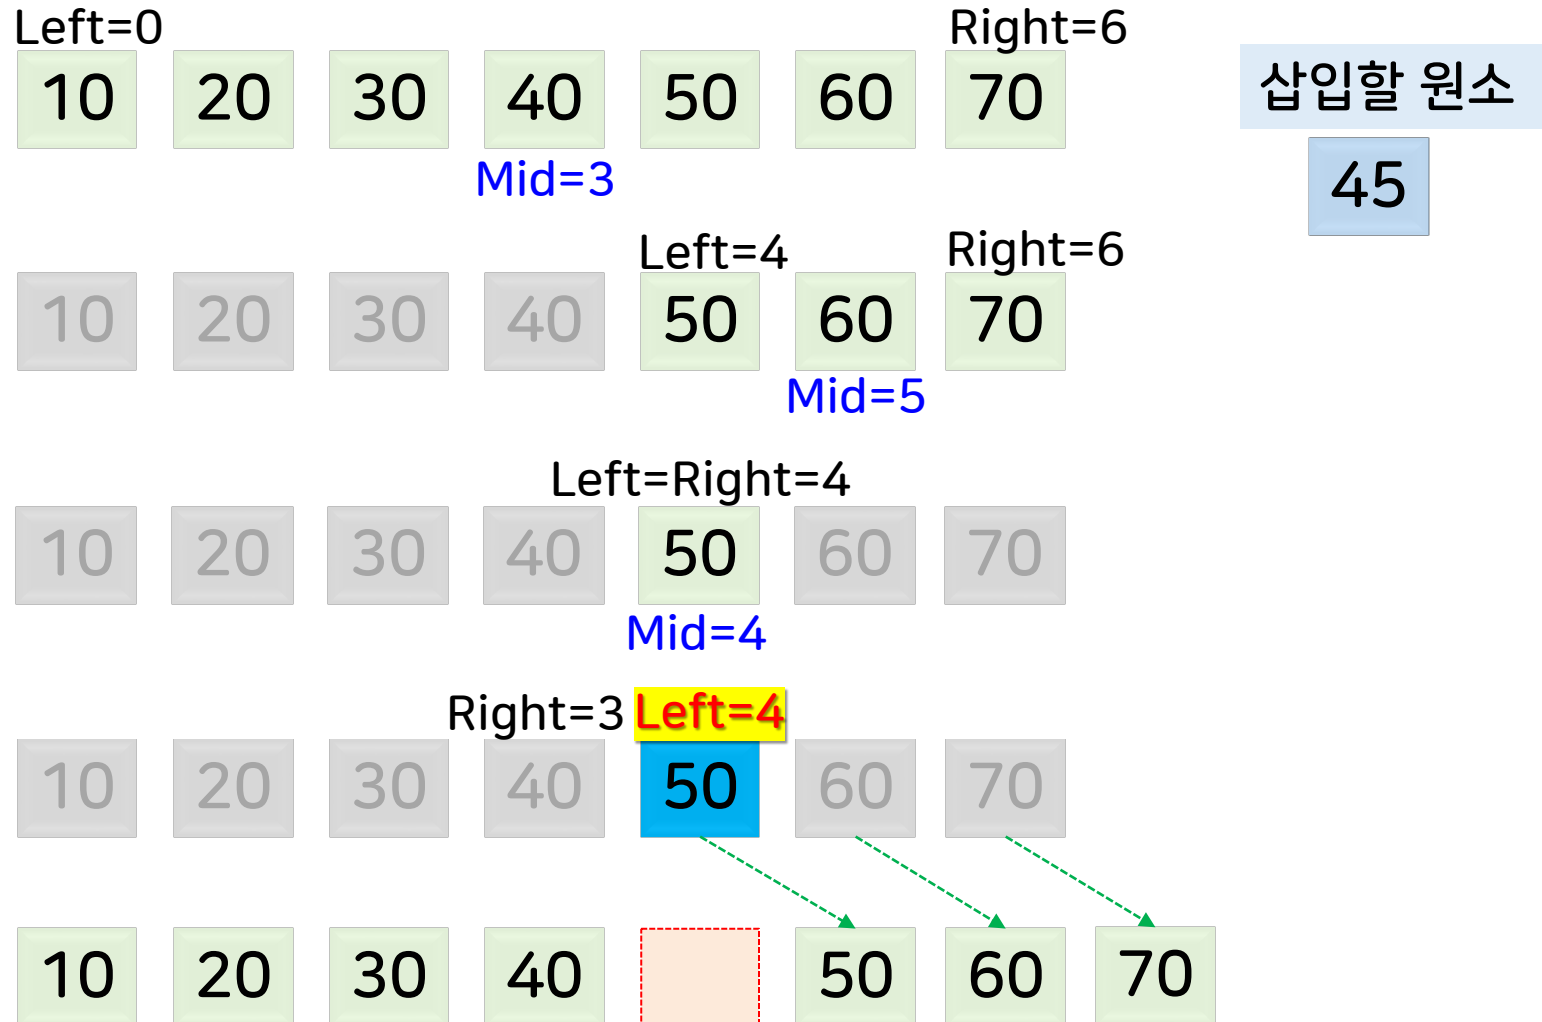 Left=0 Right=6
10 20 30 40 50 60 70
삽입할 원소
45
Mid=3
Left=4 Right=6
10 20 30 40 50 60 70
Mid=5
Left=Right=4
10 20 30 40 50 60 70
Mid=4
Right=3 Left=4
10 20 30 40 50 60 70
10 20 30 40 50 60 70